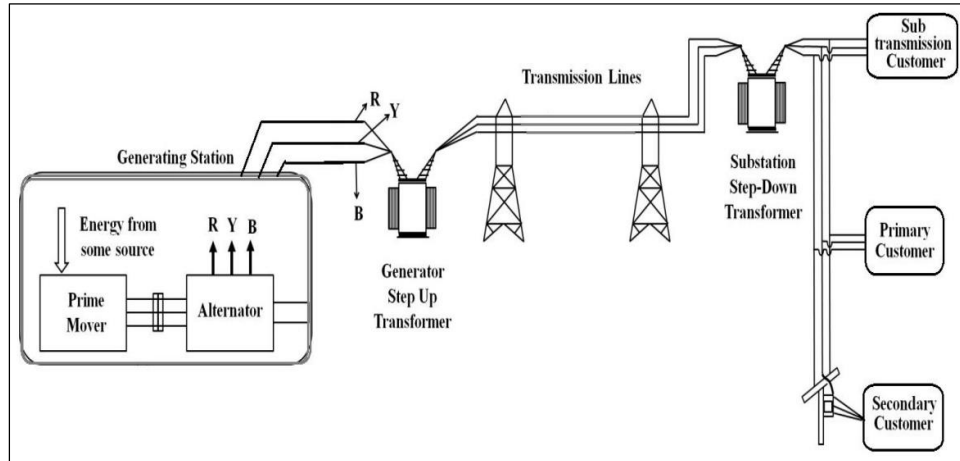 Sub
transmission
Customer
Transmission Lines
R
Y
Generating Station
B
Substation
Step-Down
Transformer
Energy from
some source
R Y B
Primary
Customer
Generator
Step Up
Transformer
Prime
Mover
Alternator
Secondary
Customer